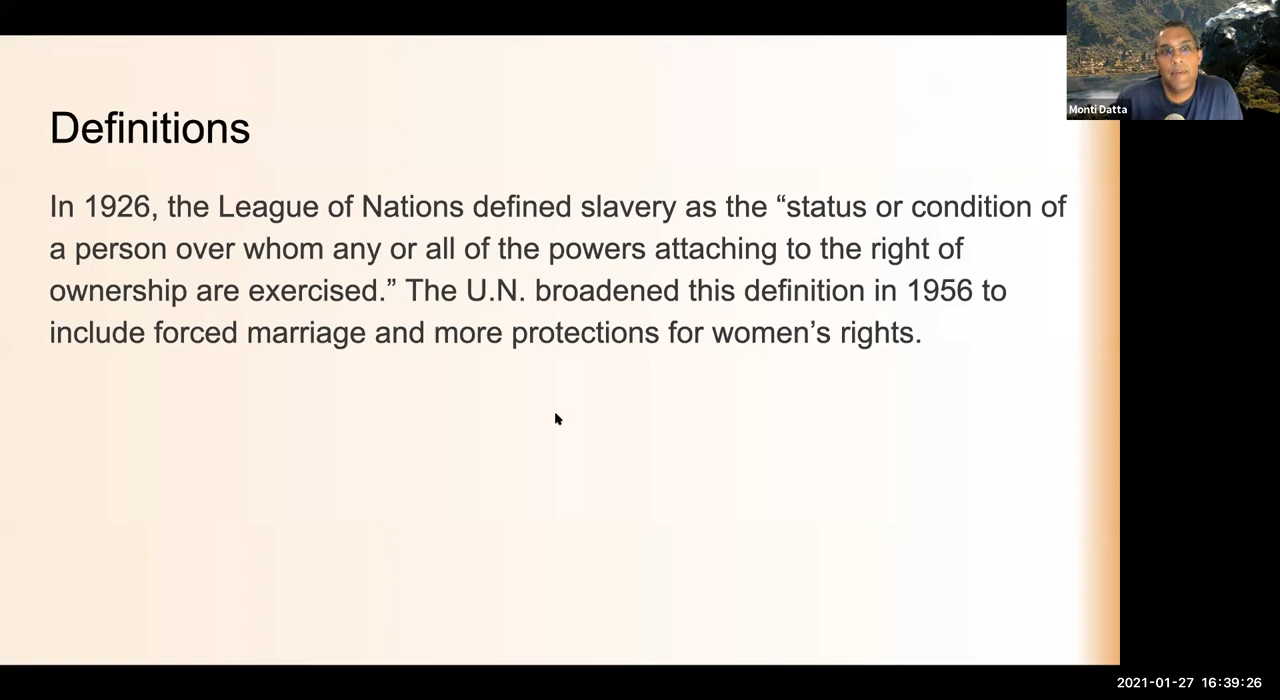 Monti Datta
Definitions
In 1926, the League of Nations defined slavery as the “status or condition of
a person over whom any or all of the powers attaching to the right of
ownership are exercised.” The U.N. broadened this definition in 1956 to
include forced marriage and more protections for women’s rights.
2021-01-27 16:39:26